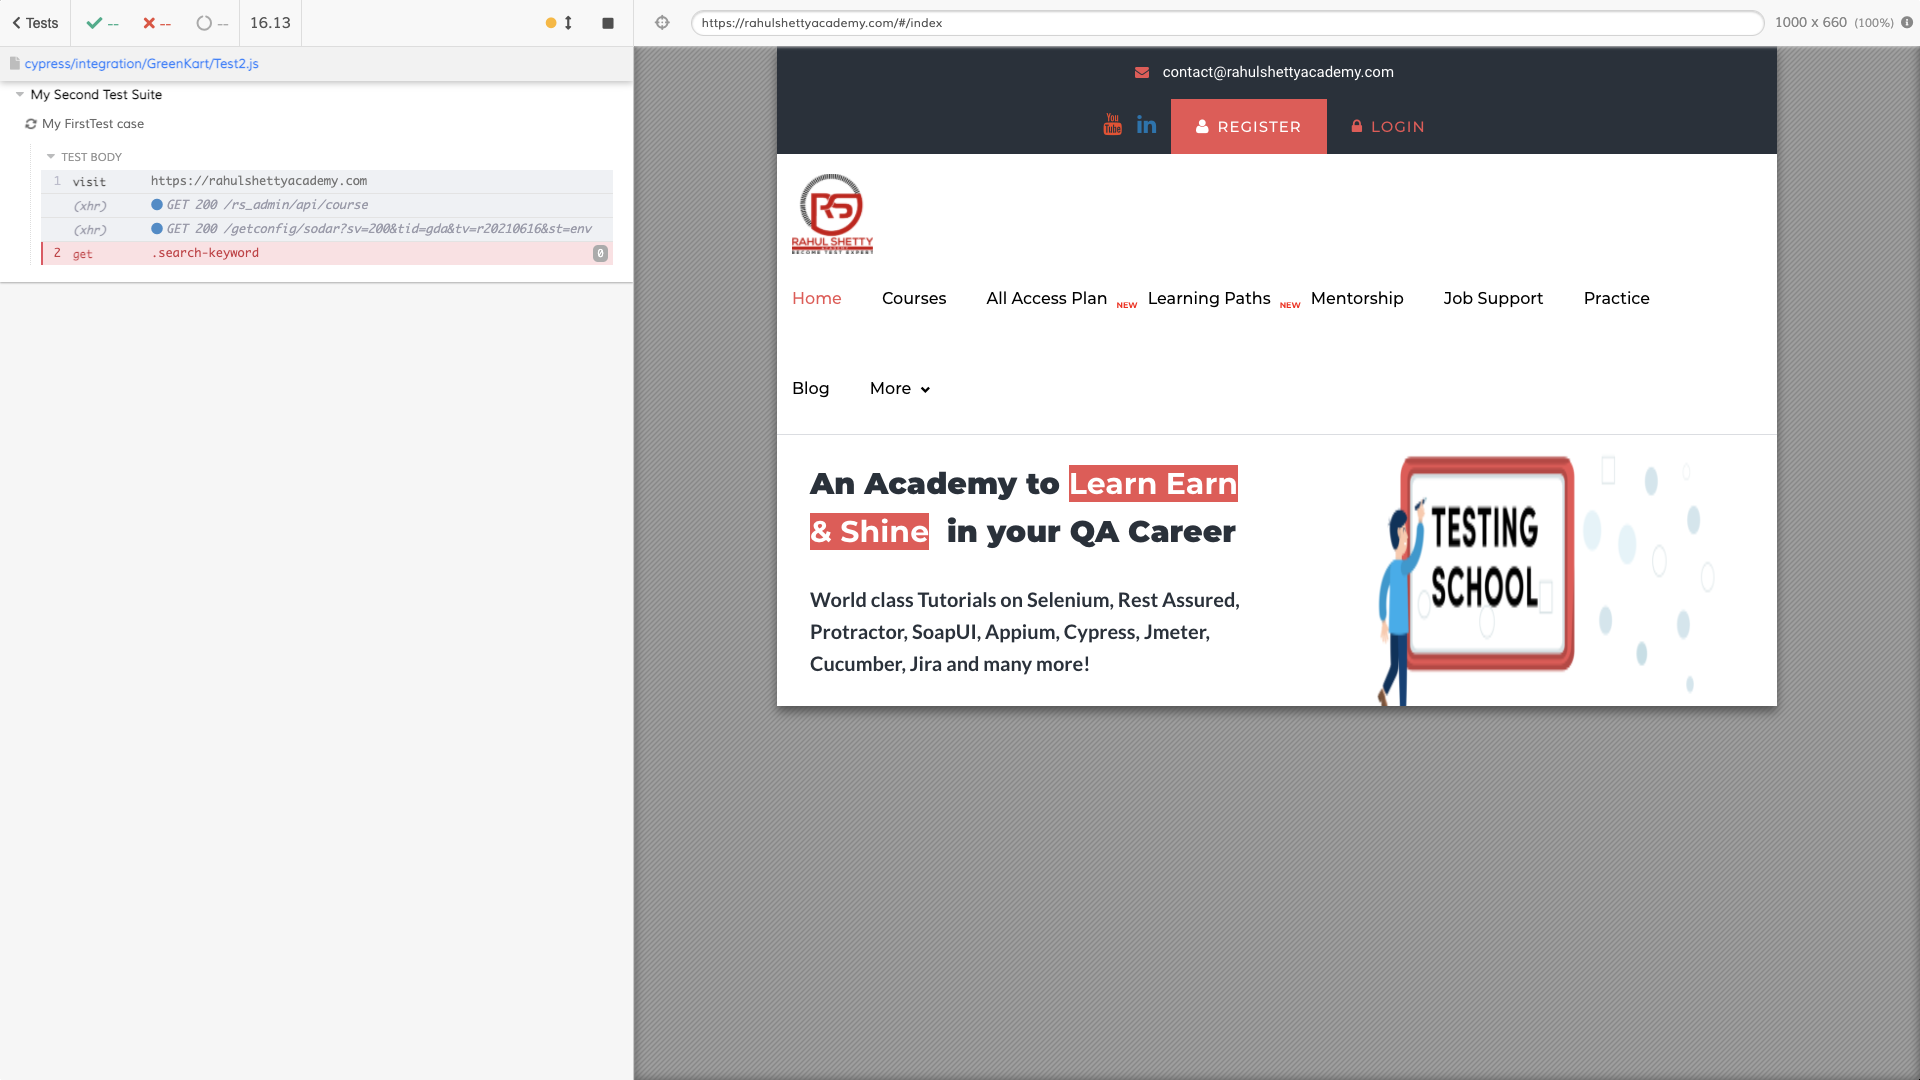 Tests
--
--
--
16.13
cypress/integration/GreenKart/Test2.js
My Second Test Suite
My FirstTest case
TEST BODY
1 visit https://rahulshettyacademy.com
(xhr) GET 200 /rs_admin/api/course
(xhr) GET 200 /getconfig/sodar?sv=200&tid=gda&tv=r20210616&st=env
2 get .search-keyword 0
https://rahulshettyacademy.com/#/index
1000 x 660 (100%)
contact@rahulshettyacademy.com
You
Tube
in
REGISTER
LOGIN
RS
RAHUL SHETTY
ACADEMY
BECOME TEST EXPERT
Home Courses All Access Plan NEW Learning Paths NEW Mentorship Job Support Practice
Blog More
An Academy to Learn Earn
& Shine in your QA Career
World class Tutorials on Selenium, Rest Assured,
Protractor, SoapUI, Appium, Cypress, Jmeter,
Cucumber, Jira and many more!
TESTING
SCHOOL